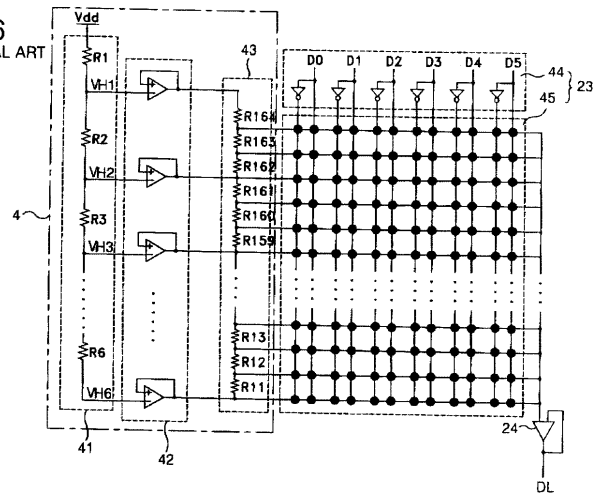 6
AL ART
Vdd
R1
VH1
R2
VH2
R3
VH3
R6
VH6
4
41
42
43
R164
R163
R162
R161
R160
R159
R13
R12
R11
D0 D1 D2 D3 D4 D5
44
23
45
24
DL